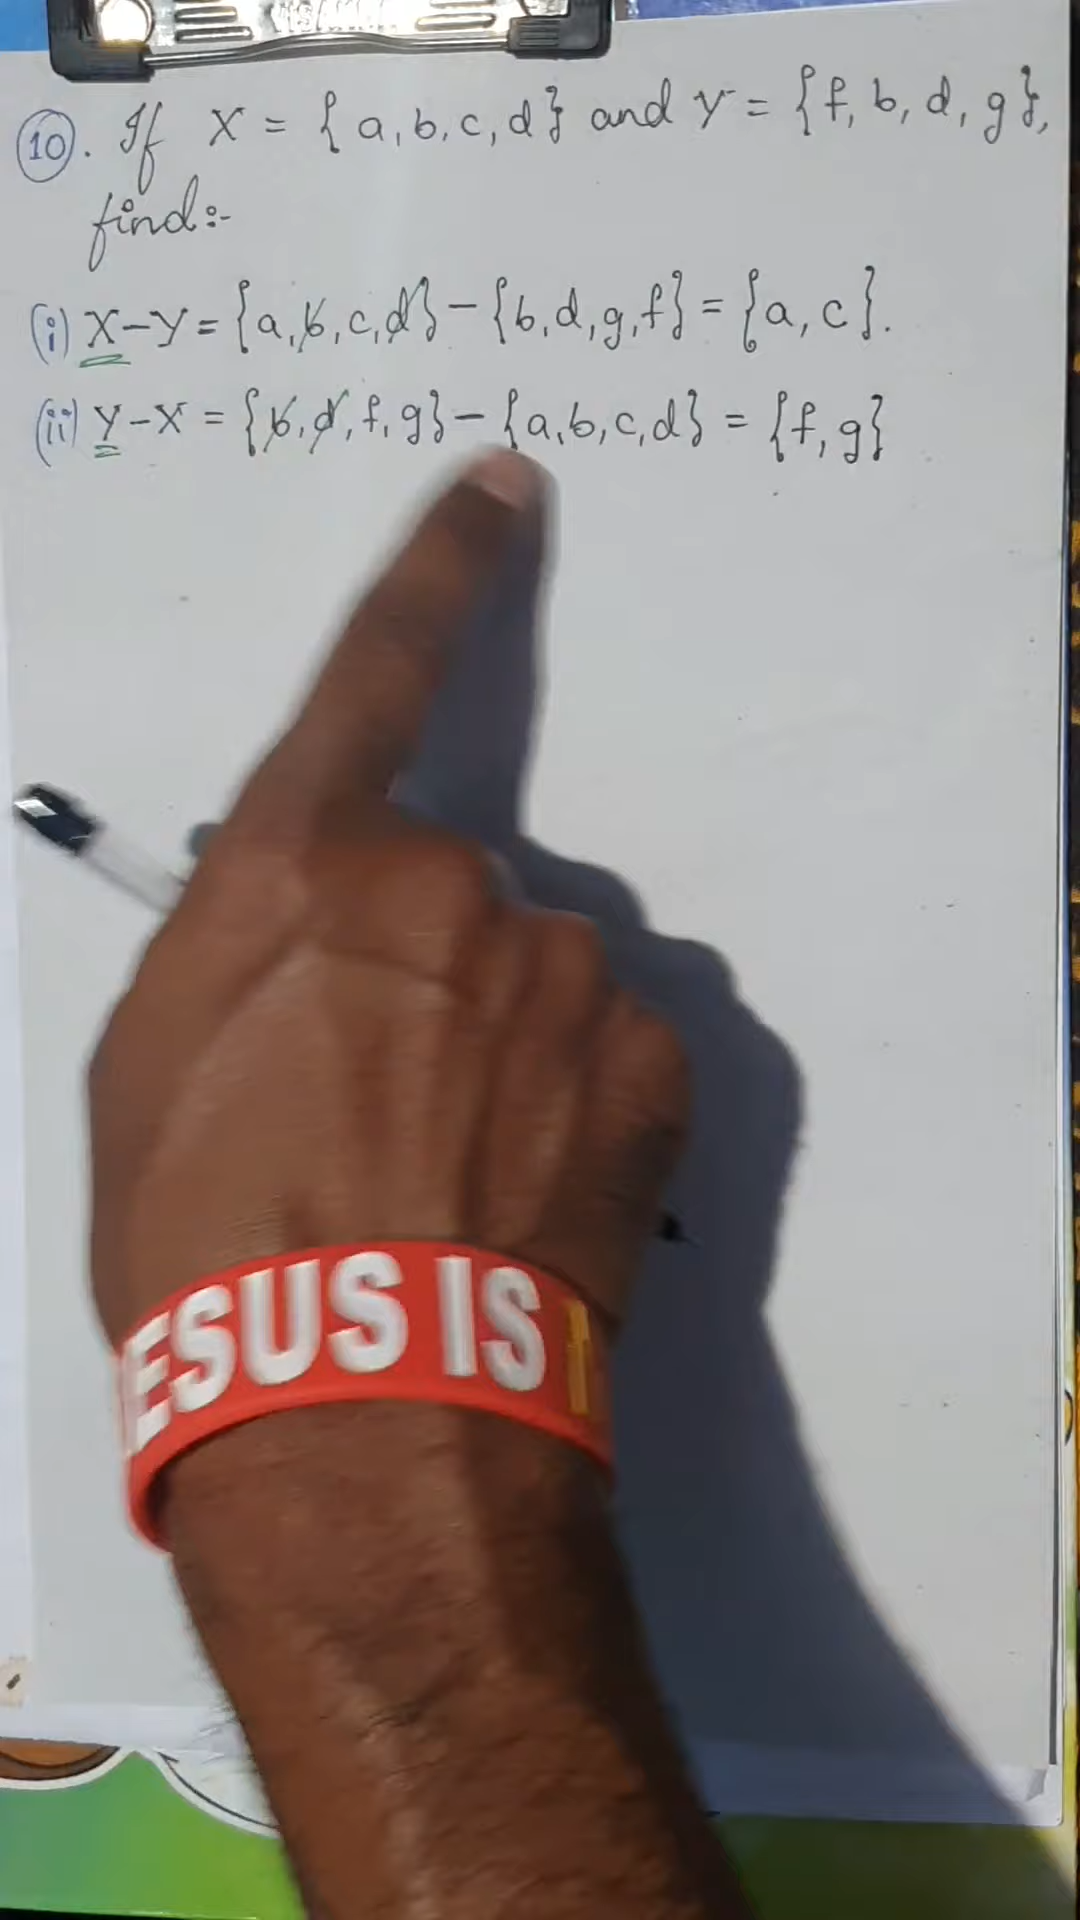 10. If X = {a, b, c, d} and Y = {f, b, d, g},
find:-
(i) X-Y = {a, b, c, d} - {b, d, g, f} = {a, c}.
(ii) Y-X = {b, d, f, g} - {a, b, c, d} = {f, g}
ESUS IS